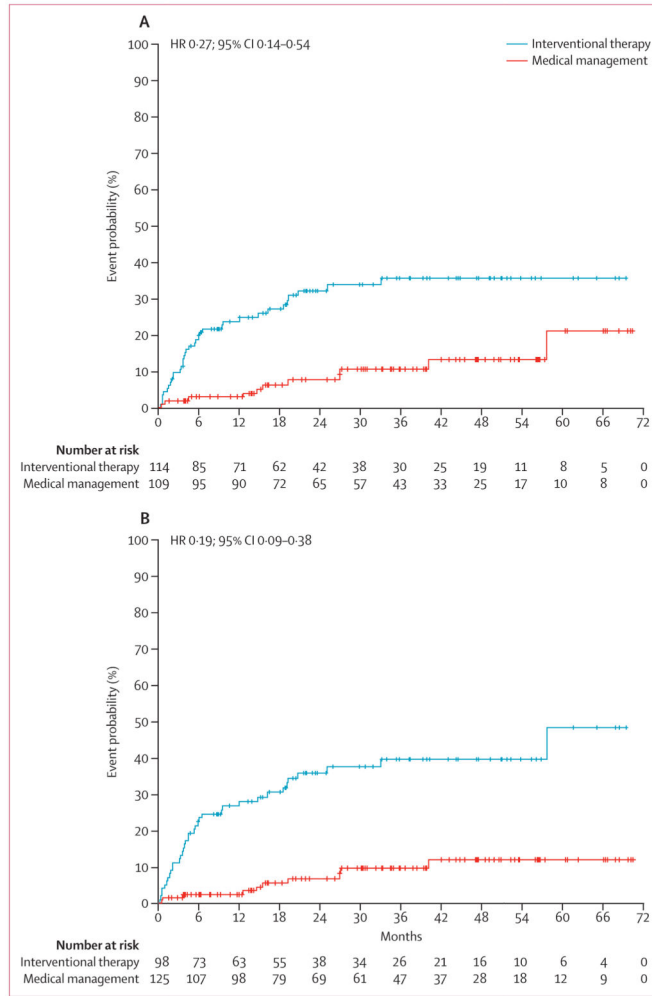 A
HR 0·27; 95% CI 0·14–0·54
Interventional therapy
Medical management
100
90
80
70
60
50
40
30
20
10
0
Event probability (%)
0 6 12 18 24 30 36 42 48 54 60 66 72
Number at risk
Interventional therapy 114 85 71 62 42 38 30 25 19 11 8 5 0
Medical management 109 95 90 72 65 57 43 33 25 17 10 8 0
B
HR 0·19; 95% CI 0·09–0·38
100
90
80
70
60
50
40
30
20
10
0
Event probability (%)
0 6 12 18 24 30 36 42 48 54 60 66 72
Months
Number at risk
Interventional therapy 98 73 63 55 38 34 26 21 16 10 6 4 0
Medical management 125 107 98 79 69 61 47 37 28 18 12 9 0